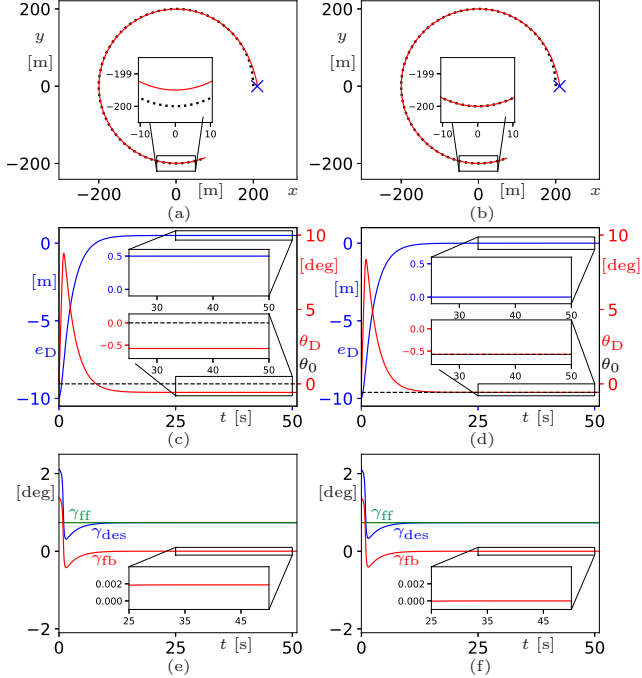 200
y
[m]
0
−200
−199
−200
−10
0
10
−200
0
[m]
200
x
(a)
200
y
[m]
0
−200
−199
−200
−10
0
10
−200
0
[m]
200
x
(b)
0
[m]
−5
e_D
−10
0.5
0.0
30
40
50
0.0
−0.5
30
40
50
10
[deg]
5
θ_D
θ_0
0
0
25
t [s]
50
(c)
0
[m]
−5
e_D
−10
0.5
0.0
30
40
50
0.0
−0.5
30
40
50
10
[deg]
5
θ_D
θ_0
0
0
25
t [s]
50
(d)
2
[deg]
γ_ff
γ_des
0
γ_fb
−2
0.002
0.000
25
35
45
0
25
t [s]
50
(e)
2
[deg]
γ_ff
γ_des
0
γ_fb
−2
0.002
0.000
25
35
45
0
25
t [s]
50
(f)